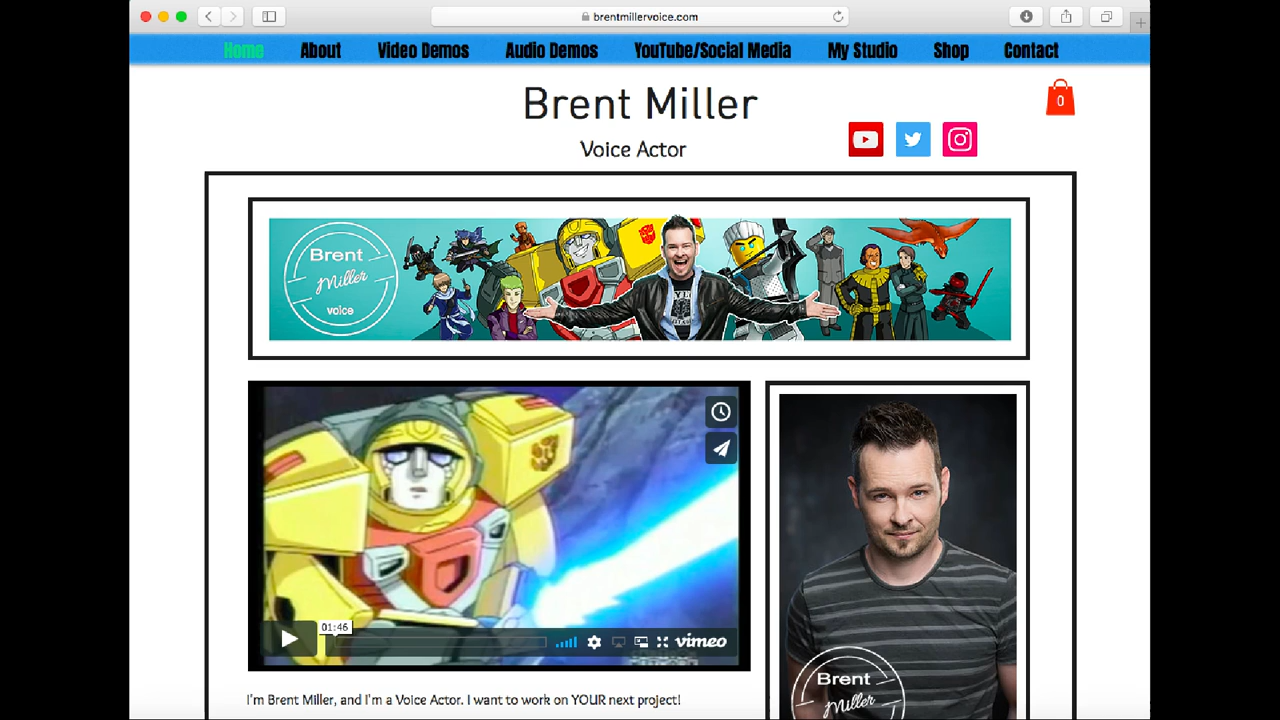 brentmillervoice.com
Home About Video Demos Audio Demos YouTube/Social Media My Studio Shop Contact
Brent Miller
0
Voice Actor
Brent
Miller
voice
01:46
vimeo
I'm Brent Miller, and I'm a Voice Actor. I want to work on YOUR next project!
Brent
Miller